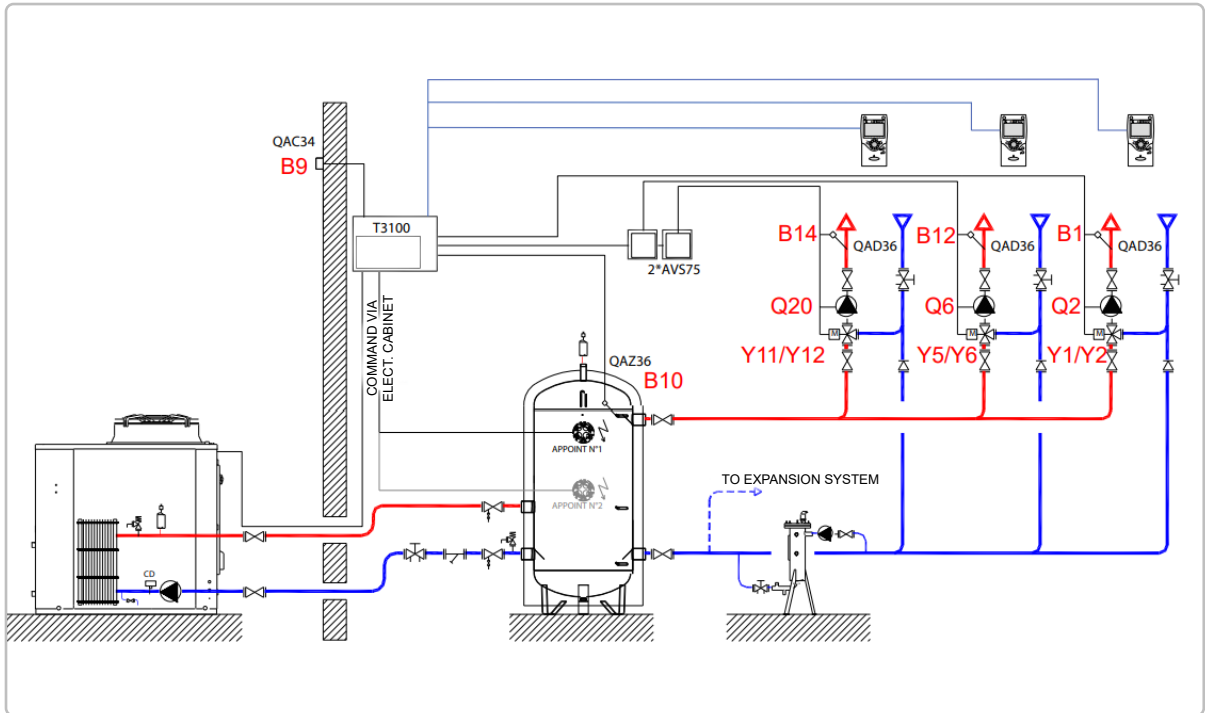 QAC34
B9
T3100
2*AVS75
B14
QAD36
B12
QAD36
B1
QAD36
Q20
Q6
Q2
M
M
M
Y11/Y12
Y5/Y6
Y1/Y2
COMMAND VIA
ELECT. CABINET
QAZ36
B10
APPOINT N°1
APPOINT N°2
TO EXPANSION SYSTEM
CD